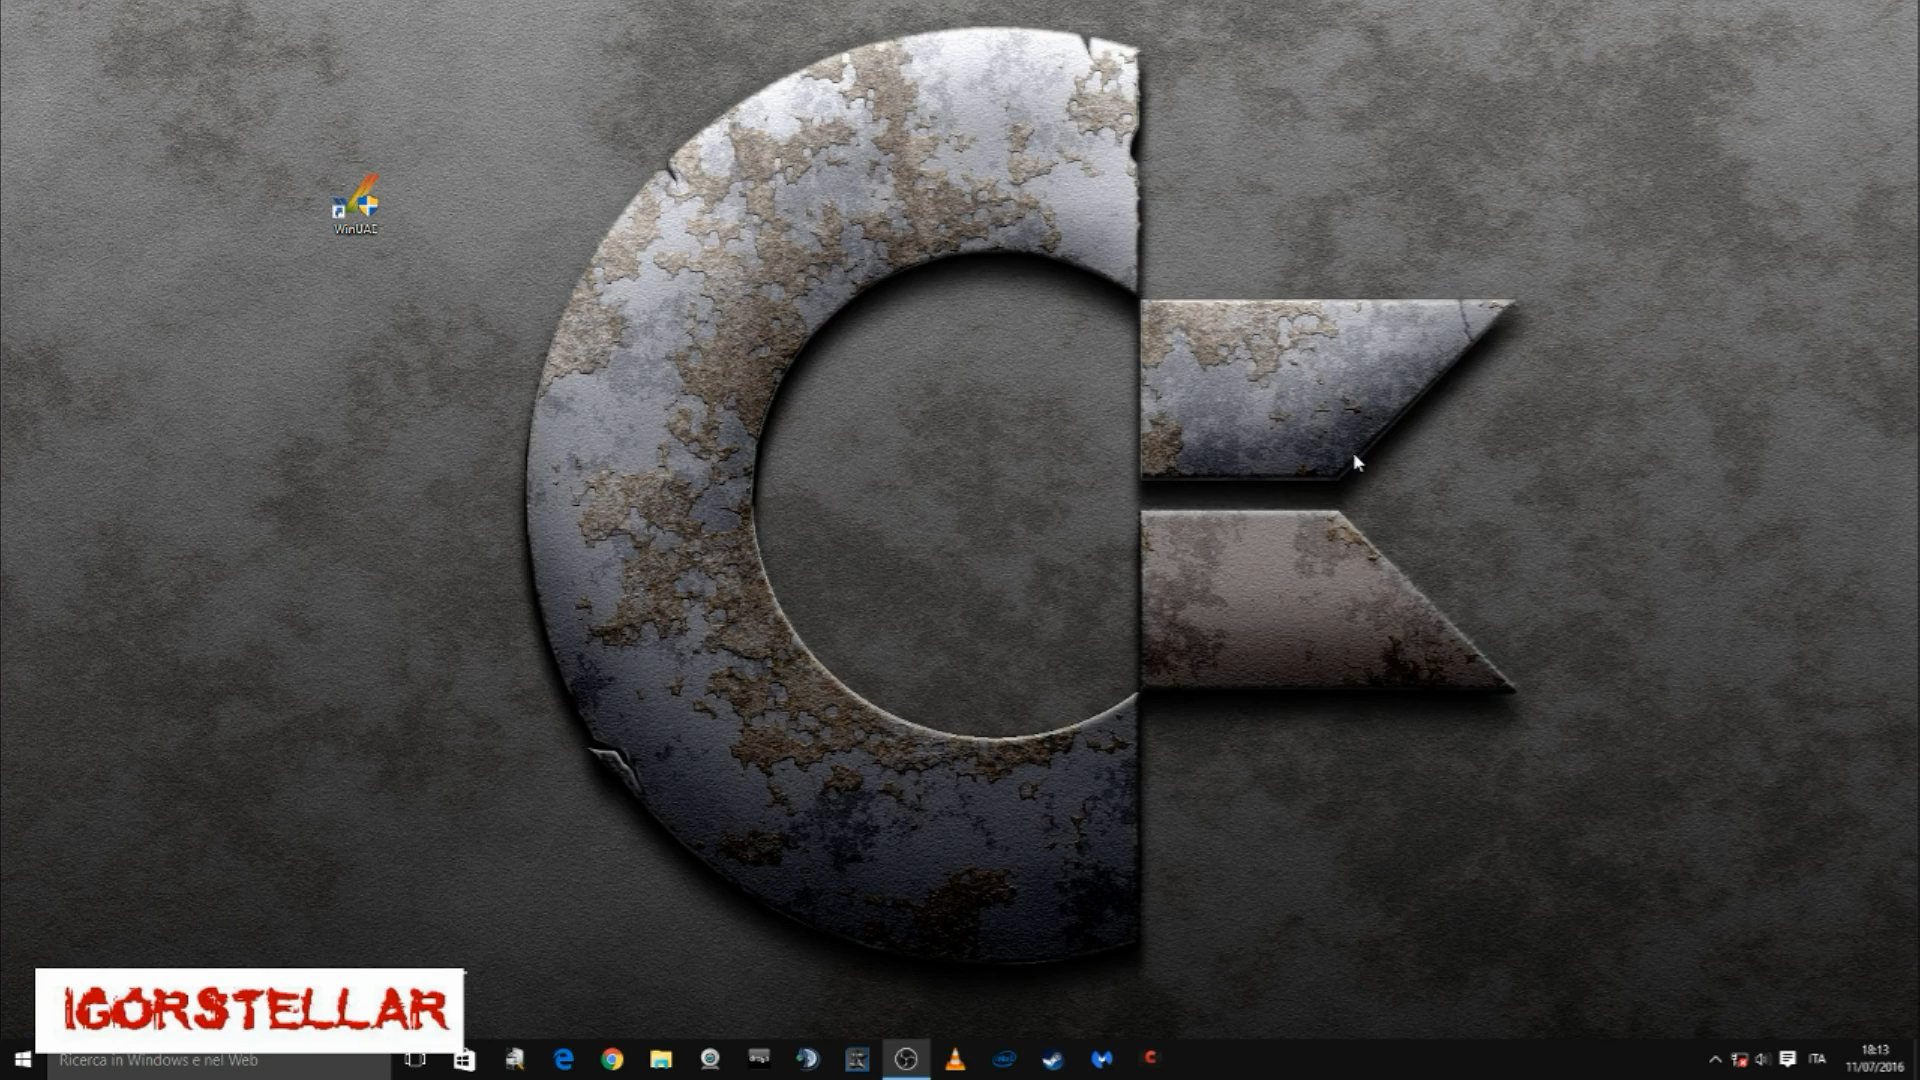 WinUAE
IGORSTELLAR
Ricerca in Windows e nel Web
ITA
18:13
11/07/2016